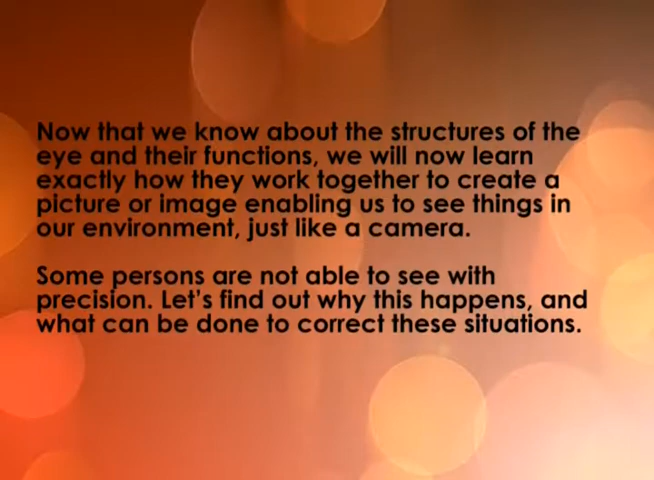 Now that we know about the structures of the
eye and their functions, we will now learn
exactly how they work together to create a
picture or image enabling us to see things in
our environment, just like a camera.
Some persons are not able to see with
precision. Let's find out why this happens, and
what can be done to correct these situations.